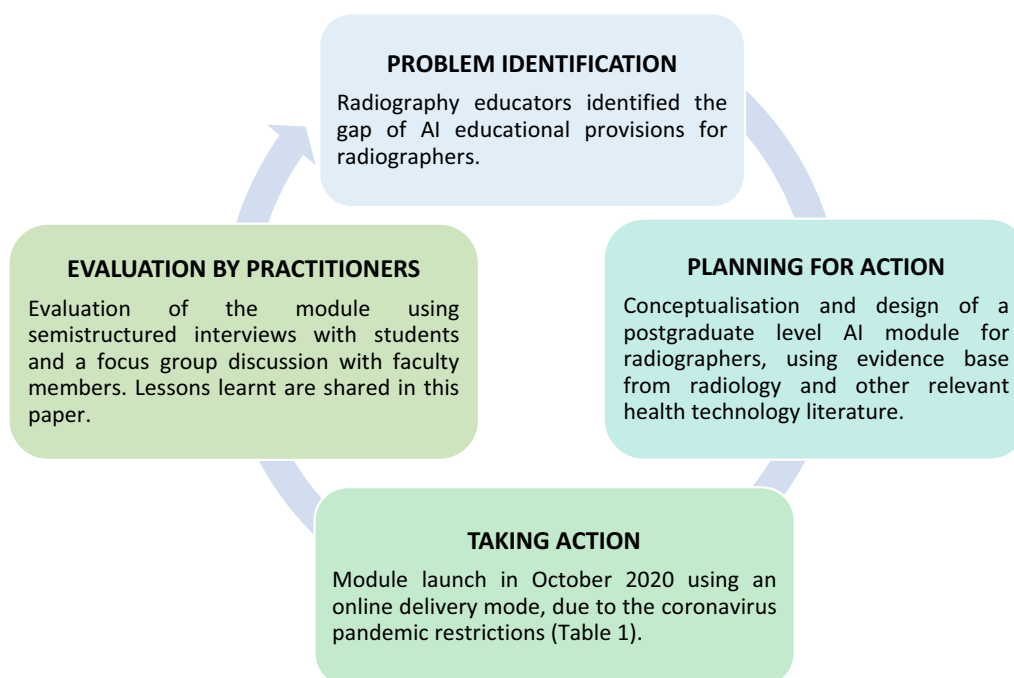 PROBLEM IDENTIFICATION
Radiography educators identified the
gap of AI educational provisions for
radiographers.
PLANNING FOR ACTION
Conceptualisation and design of a
postgraduate level AI module for
radiographers, using evidence base
from radiology and other relevant
health technology literature.
TAKING ACTION
Module launch in October 2020 using an
online delivery mode, due to the coronavirus
pandemic restrictions (Table 1).
EVALUATION BY PRACTITIONERS
Evaluation of the module using
semistructured interviews with students
and a focus group discussion with faculty
members. Lessons learnt are shared in this
paper.